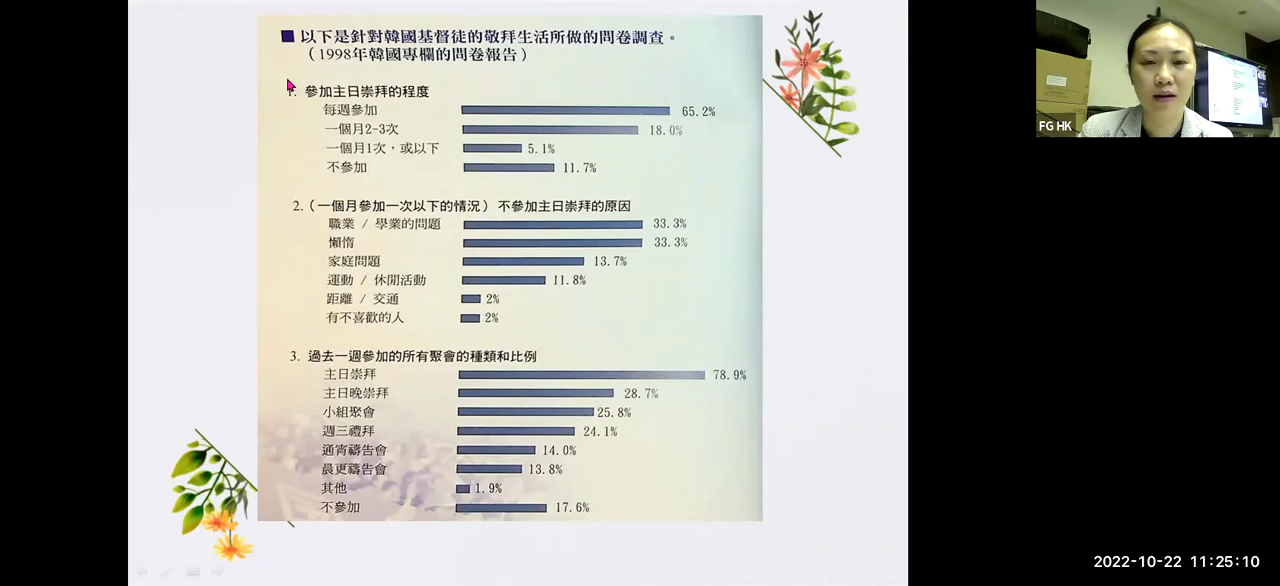 ■ 以下是針對韓國基督徒的敬拜生活所做的問卷調查。
（1998年韓國專欄的問卷報告）
1. 參加主日崇拜的程度
每週參加 65.2%
一個月2-3次 18.0%
一個月1次，或以下 5.1%
不參加 11.7%
2.（一個月參加一次以下的情況）不參加主日崇拜的原因
職業 / 學業的問題 33.3%
懶惰 33.3%
家庭問題 13.7%
運動 / 休閒活動 11.8%
距離 / 交通 2%
有不喜歡的人 2%
3. 過去一週參加的所有聚會的種類和比例
主日崇拜 78.9%
主日晚崇拜 28.7%
小組聚會 25.8%
週三禮拜 24.1%
通宵禱告會 14.0%
晨更禱告會 13.8%
其他 1.9%
不參加 17.6%
FG HK
2022-10-22 11:25:10